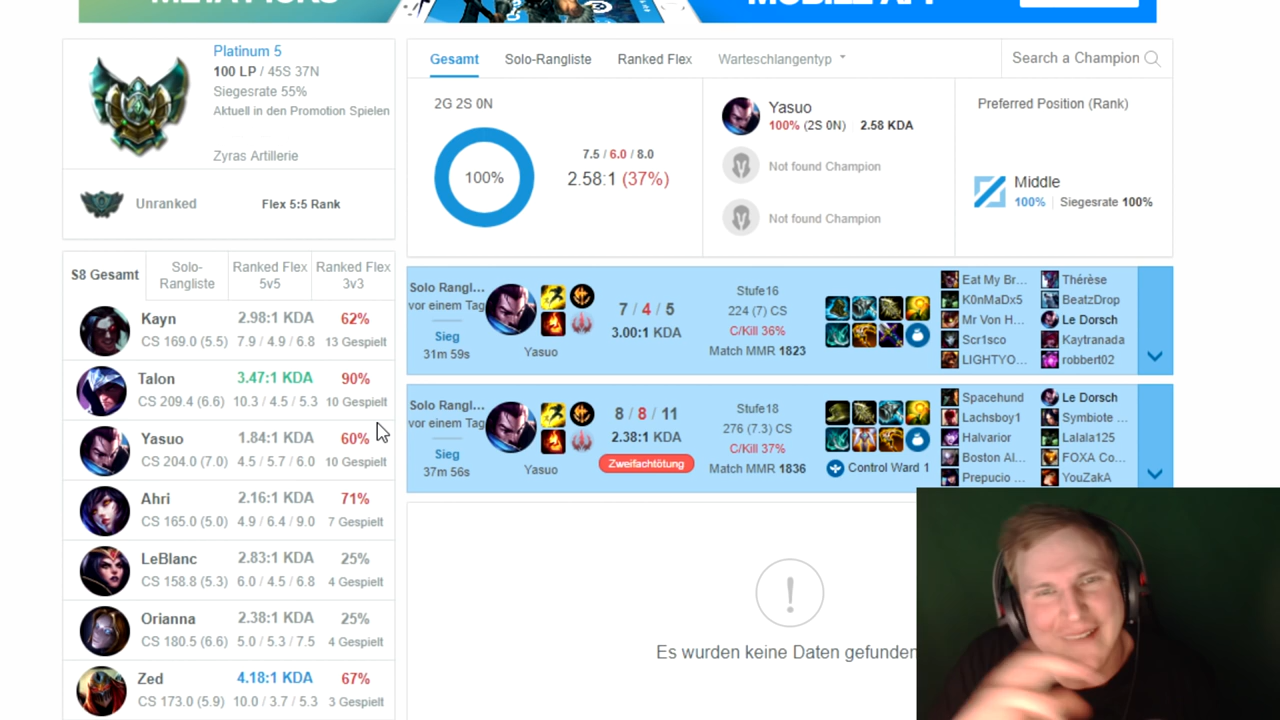 Platinum 5
100 LP / 45S 37N
Siegesrate 55%
Aktuell in den Promotion Spielen
Zyras Artillerie
Unranked
Flex 5:5 Rank
S8 Gesamt
Solo-Rangliste
Ranked Flex 5v5
Ranked Flex 3v3
Kayn 2.98:1 KDA 62%
CS 169.0 (5.5) 7.9 / 4.9 / 6.8 13 Gespielt
Talon 3.47:1 KDA 90%
CS 209.4 (6.6) 10.3 / 4.5 / 5.3 10 Gespielt
Yasuo 1.84:1 KDA 60%
CS 204.0 (7.0) 4.5 / 5.7 / 6.0 10 Gespielt
Ahri 2.16:1 KDA 71%
CS 165.0 (5.0) 4.9 / 6.4 / 9.0 7 Gespielt
LeBlanc 2.83:1 KDA 25%
CS 158.8 (5.3) 6.0 / 4.5 / 6.8 4 Gespielt
Orianna 2.38:1 KDA 25%
CS 180.5 (6.6) 5.0 / 5.3 / 7.5 4 Gespielt
Zed 4.18:1 KDA 67%
CS 173.0 (5.9) 10.0 / 3.7 / 5.3 3 Gespielt
Gesamt Solo-Rangliste Ranked Flex Warteschlangentyp Search a Champion
2G 2S 0N
100%
7.5 / 6.0 / 8.0
2.58:1 (37%)
Yasuo
100% (2S 0N) 2.58 KDA
Not found Champion
Not found Champion
Preferred Position (Rank)
Middle
100% Siegesrate 100%
Solo Rangl...
vor einem Tag
Sieg
31m 59s
Yasuo
7 / 4 / 5
3.00:1 KDA
Stufe16
224 (7) CS
C/Kill 36%
Match MMR 1823
Eat My Br... Thérèse
K0nMaDx5 BeatzDrop
Mr Von H... Le Dorsch
Scr1sco Kaytranada
LIGHTYO... robbert02
Solo Rangl...
vor einem Tag
Sieg
37m 56s
Yasuo
8 / 8 / 11
2.38:1 KDA
Zweifachtötung
Stufe18
276 (7.3) CS
C/Kill 37%
Match MMR 1836
Control Ward 1
Spacehund Le Dorsch
Lachsboy1 Symbiote ...
Halvarior Lalala125
Boston Al... FOXA Co...
Prepucio ... YouZakA
Es wurden keine Daten gefunden